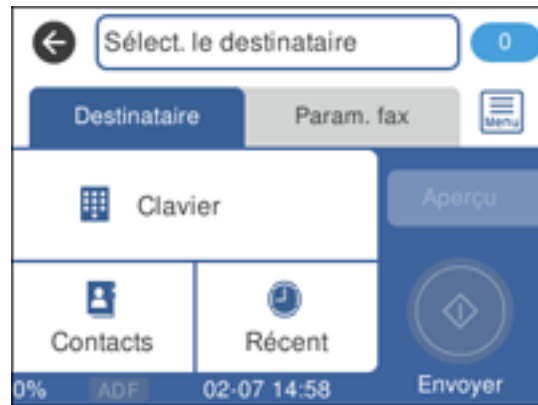 Sélect. le destinataire
0
Destinataire
Param. fax
Menu
Clavier
Aperçu
Contacts
Récent
0%
ADF
02-07 14:58
Envoyer